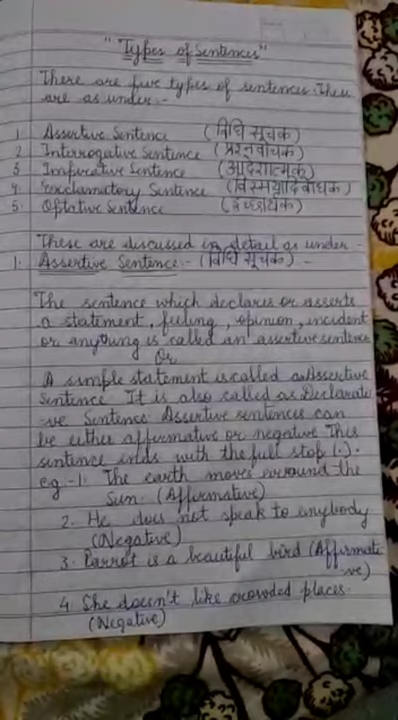 "Types of Sentences"
There are five types of sentences. These
are as under:-
1. Assertive Sentence (विधि सूचक)
2. Interrogative Sentence (प्रश्नवाचक)
3. Imperative Sentence (आदेशात्मक)
4. Exclamatory Sentence (विस्मयादिबोधक)
5. Optative Sentence (इच्छाबोधक)
These are discussed in detail as under -
1. Assertive Sentence:- (विधि सूचक) -
The sentence which declares or asserts
a statement, feeling, opinion, incident
or anything is called an assertive sentence
Or
A simple statement is called Assertive
Sentence. It is also called as Declarati
-ve Sentence. Assertive sentences can
be either affirmative or negative. This
sentence ends with the full stop (.).
e.g.-1. The earth moves around the
Sun. (Affirmative)
2. He does not speak to anybody
(Negative)
3. Parrot is a beautiful bird (Affirmati
-ve)
4. She doesn't like crowded places.
(Negative)